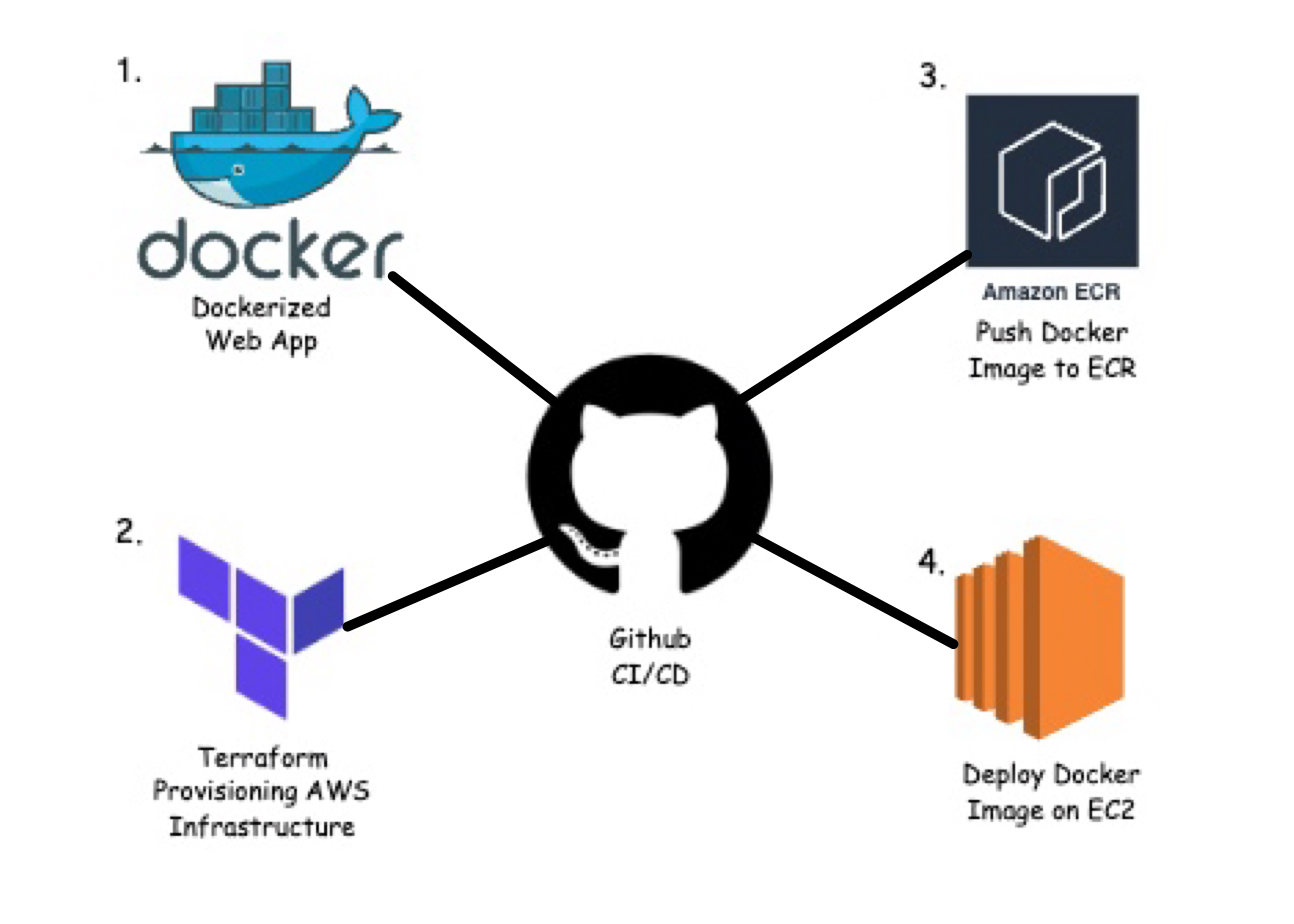 1.
docker
Dockerized
Web App
2.
Terraform
Provisioning AWS
Infrastructure
Github
CI/CD
3.
Amazon ECR
Push Docker
Image to ECR
4.
Deploy Docker
Image on EC2